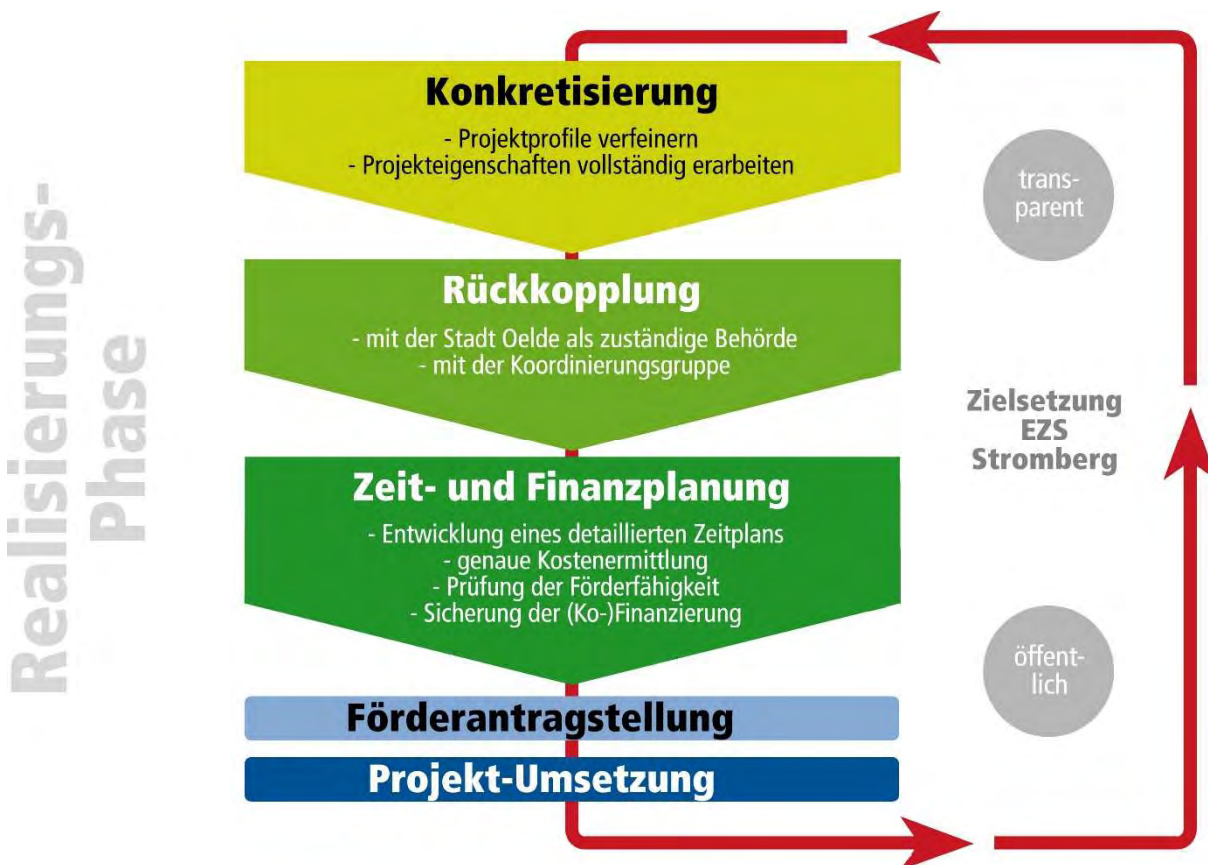 Realisierungs-
Phase
Konkretisierung
- Projektprofile verfeinern
- Projekteigenschaften vollständig erarbeiten
Rückkopplung
- mit der Stadt Oelde als zuständige Behörde
- mit der Koordinierungsgruppe
Zeit- und Finanzplanung
- Entwicklung eines detaillierten Zeitplans
- genaue Kostenermittlung
- Prüfung der Förderfähigkeit
- Sicherung der (Ko-)Finanzierung
Förderantragstellung
Projekt-Umsetzung
trans-
parent
Zielsetzung
EZS
Stromberg
öffent-
lich